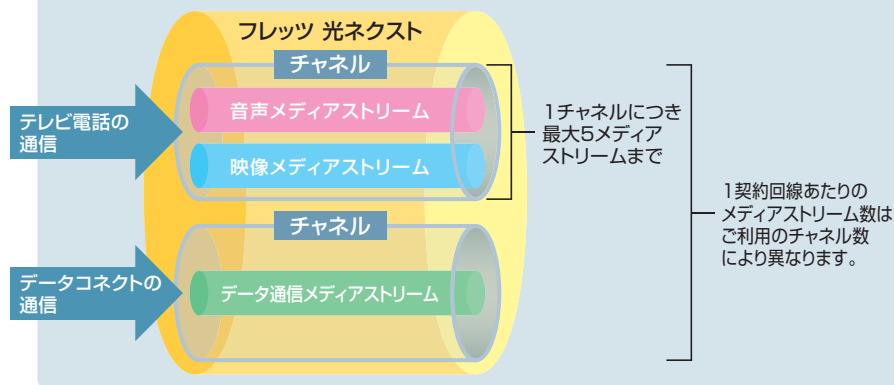 フレッツ 光ネクスト
チャネル
テレビ電話の
通信
音声メディアストリーム
映像メディアストリーム
1チャネルにつき
最大5メディア
ストリームまで
チャネル
データコネクトの
通信
データ通信メディアストリーム
1契約回線あたりの
メディアストリーム数は
ご利用のチャネル数
により異なります。